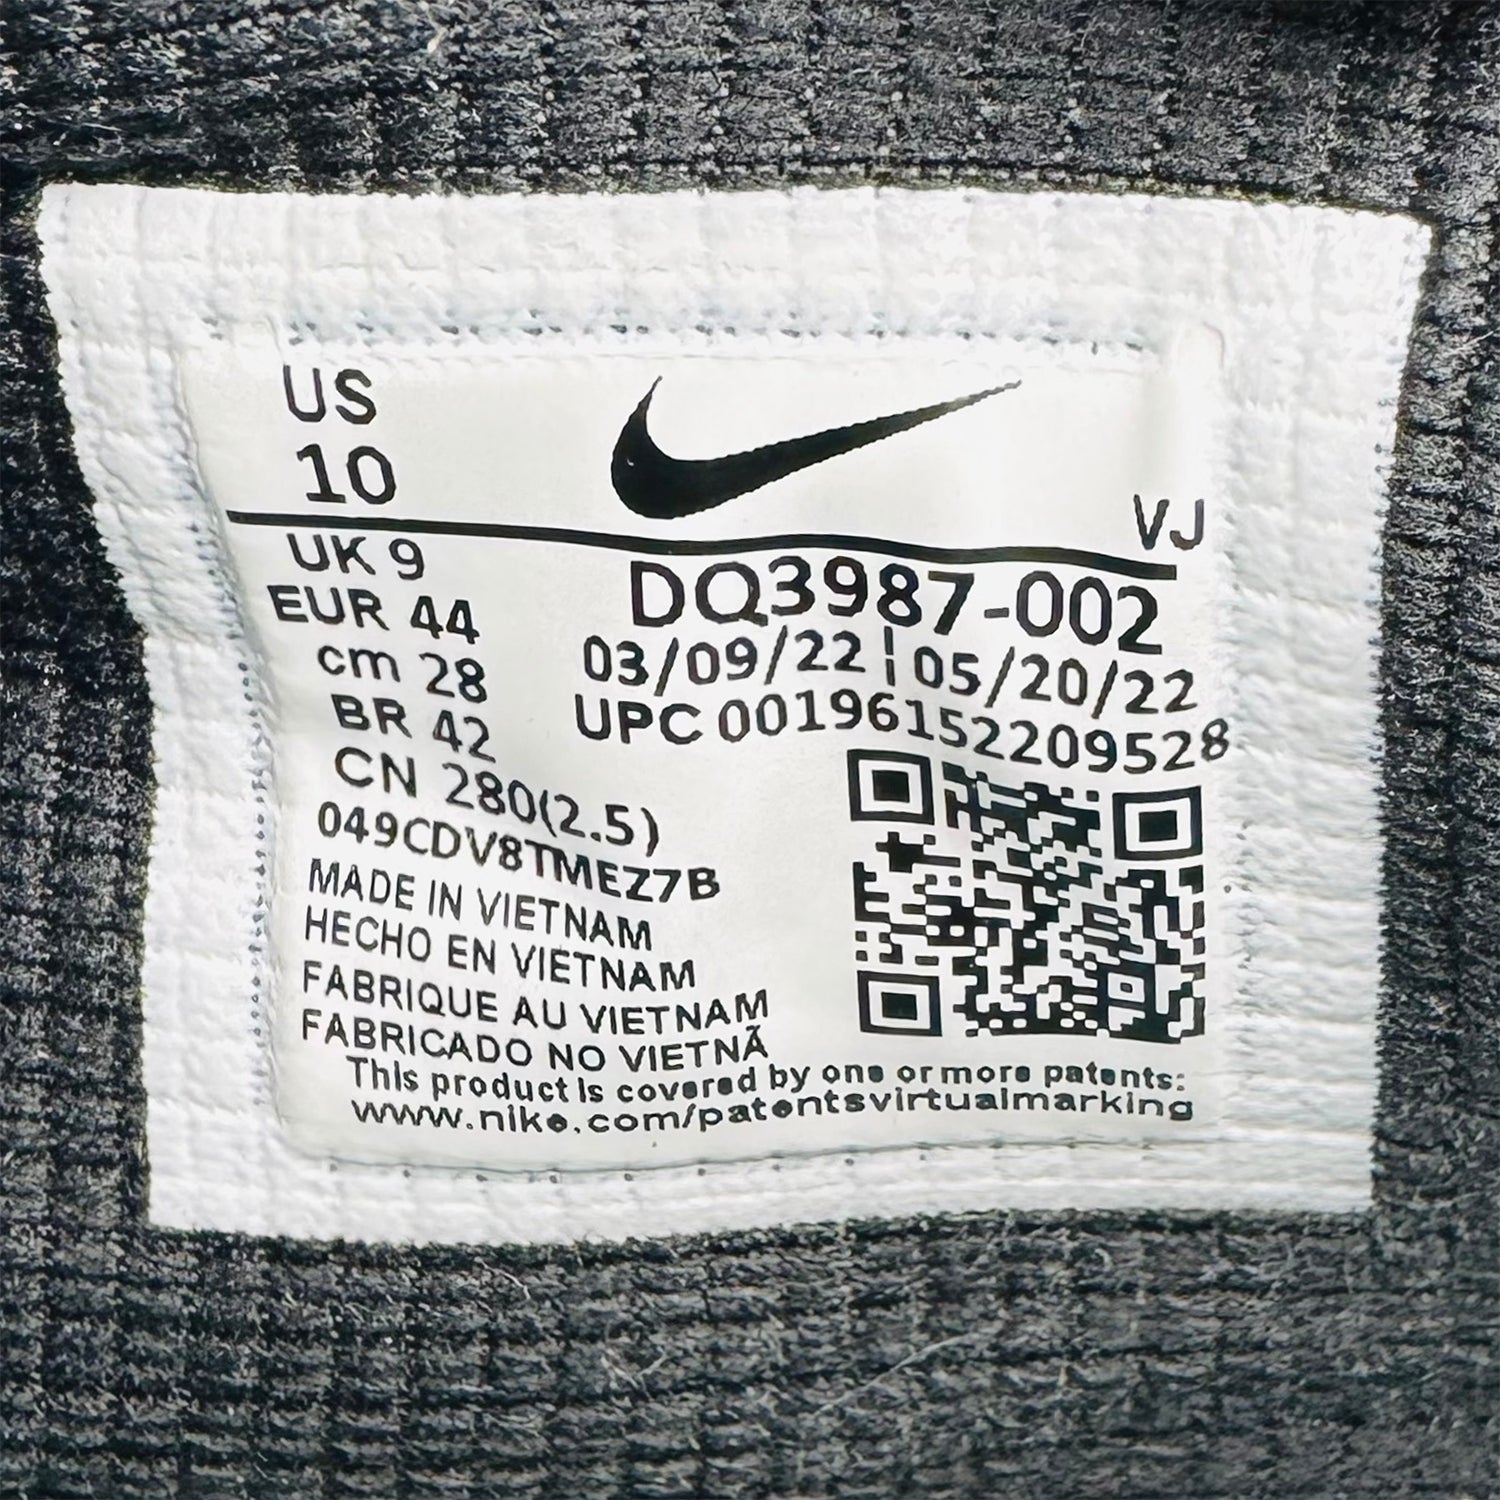 US
10
VJ
UK 9
EUR 44
cm 28
BR 42
CN 280(2.5)
DQ3987-002
03/09/22 ¦ 05/20/22
UPC 00196152209528
049CDV8TMEZ7B
MADE IN VIETNAM
HECHO EN VIETNAM
FABRIQUE AU VIETNAM
FABRICADO NO VIETNÃ
This product is covered by one or more patents:
www.nike.com/patentsvirtualmarking